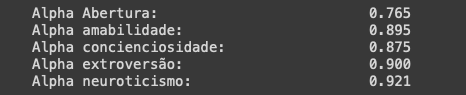 Alpha Abertura: 0.765
Alpha amabilidade: 0.895
Alpha concienciosidade: 0.875
Alpha extroversão: 0.900
Alpha neuroticismo: 0.921